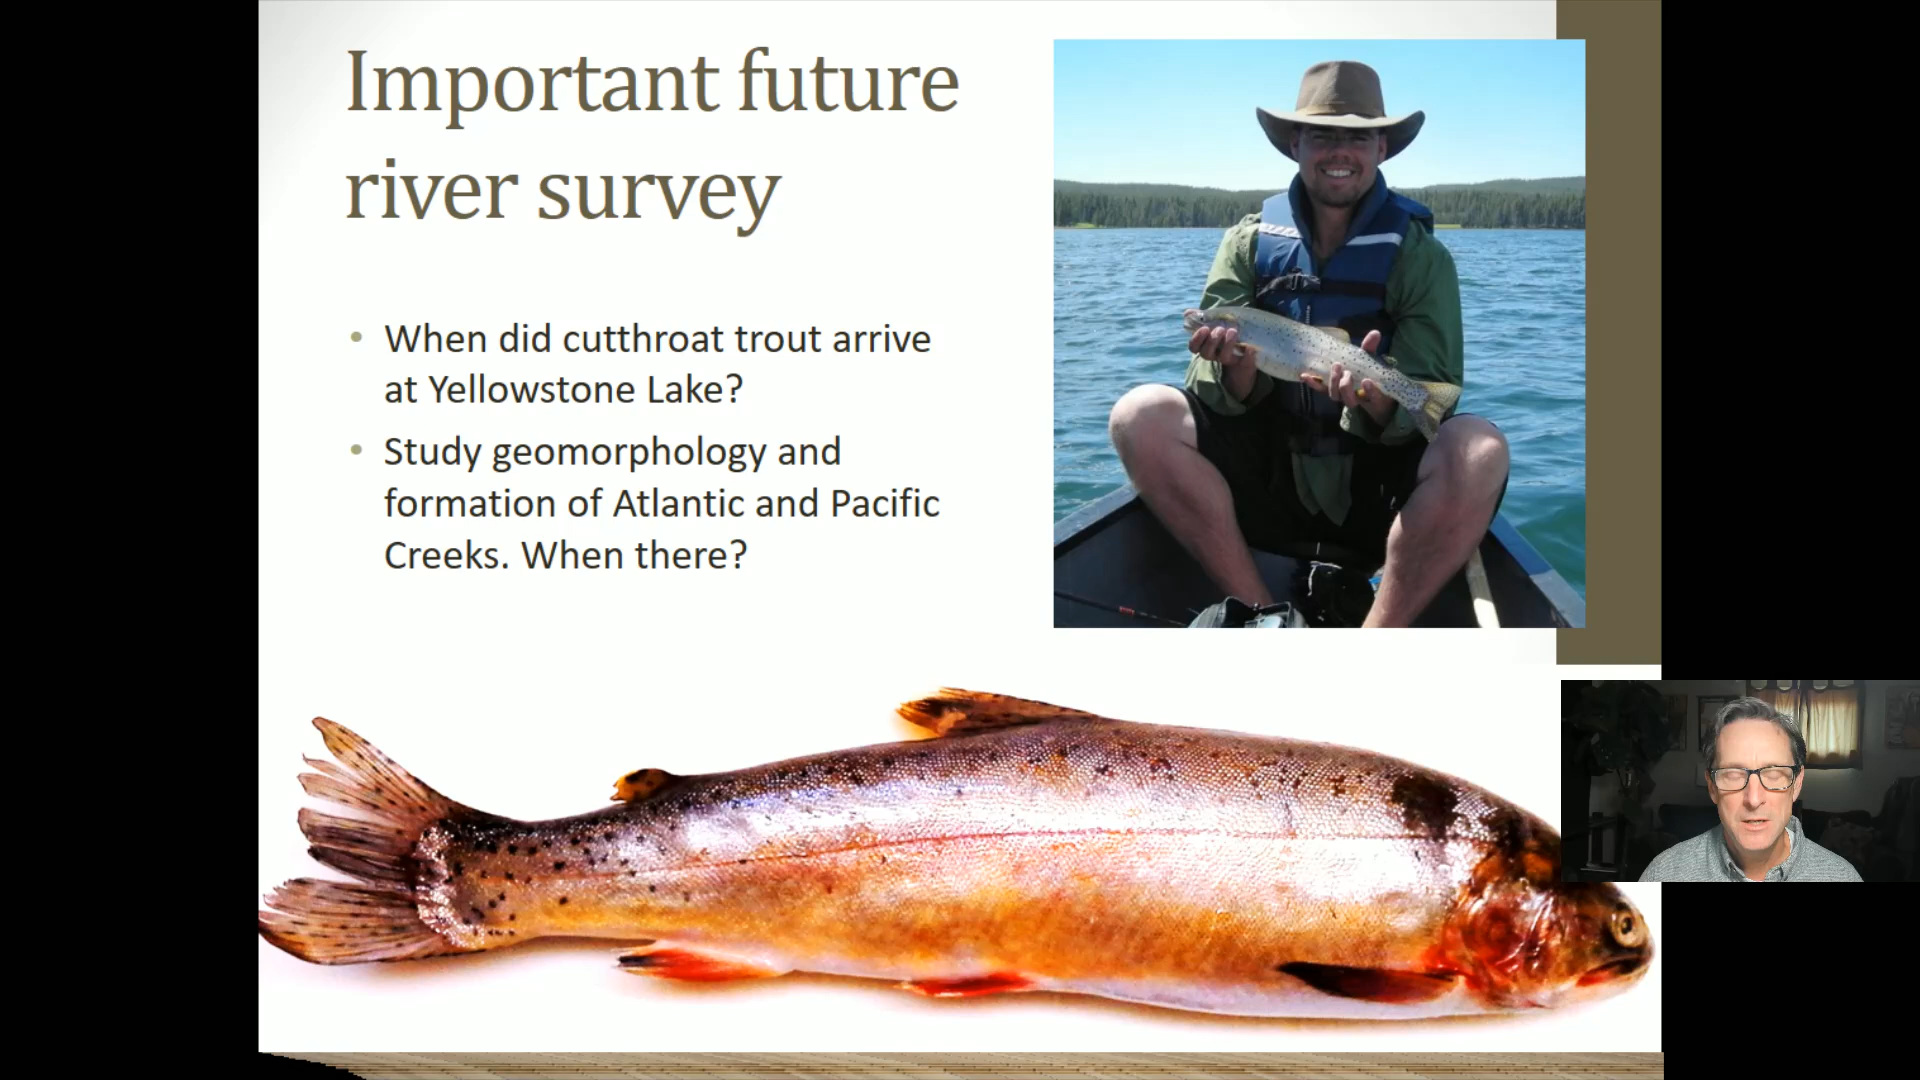 Important future
river survey
• When did cutthroat trout arrive
at Yellowstone Lake?
• Study geomorphology and
formation of Atlantic and Pacific
Creeks. When there?